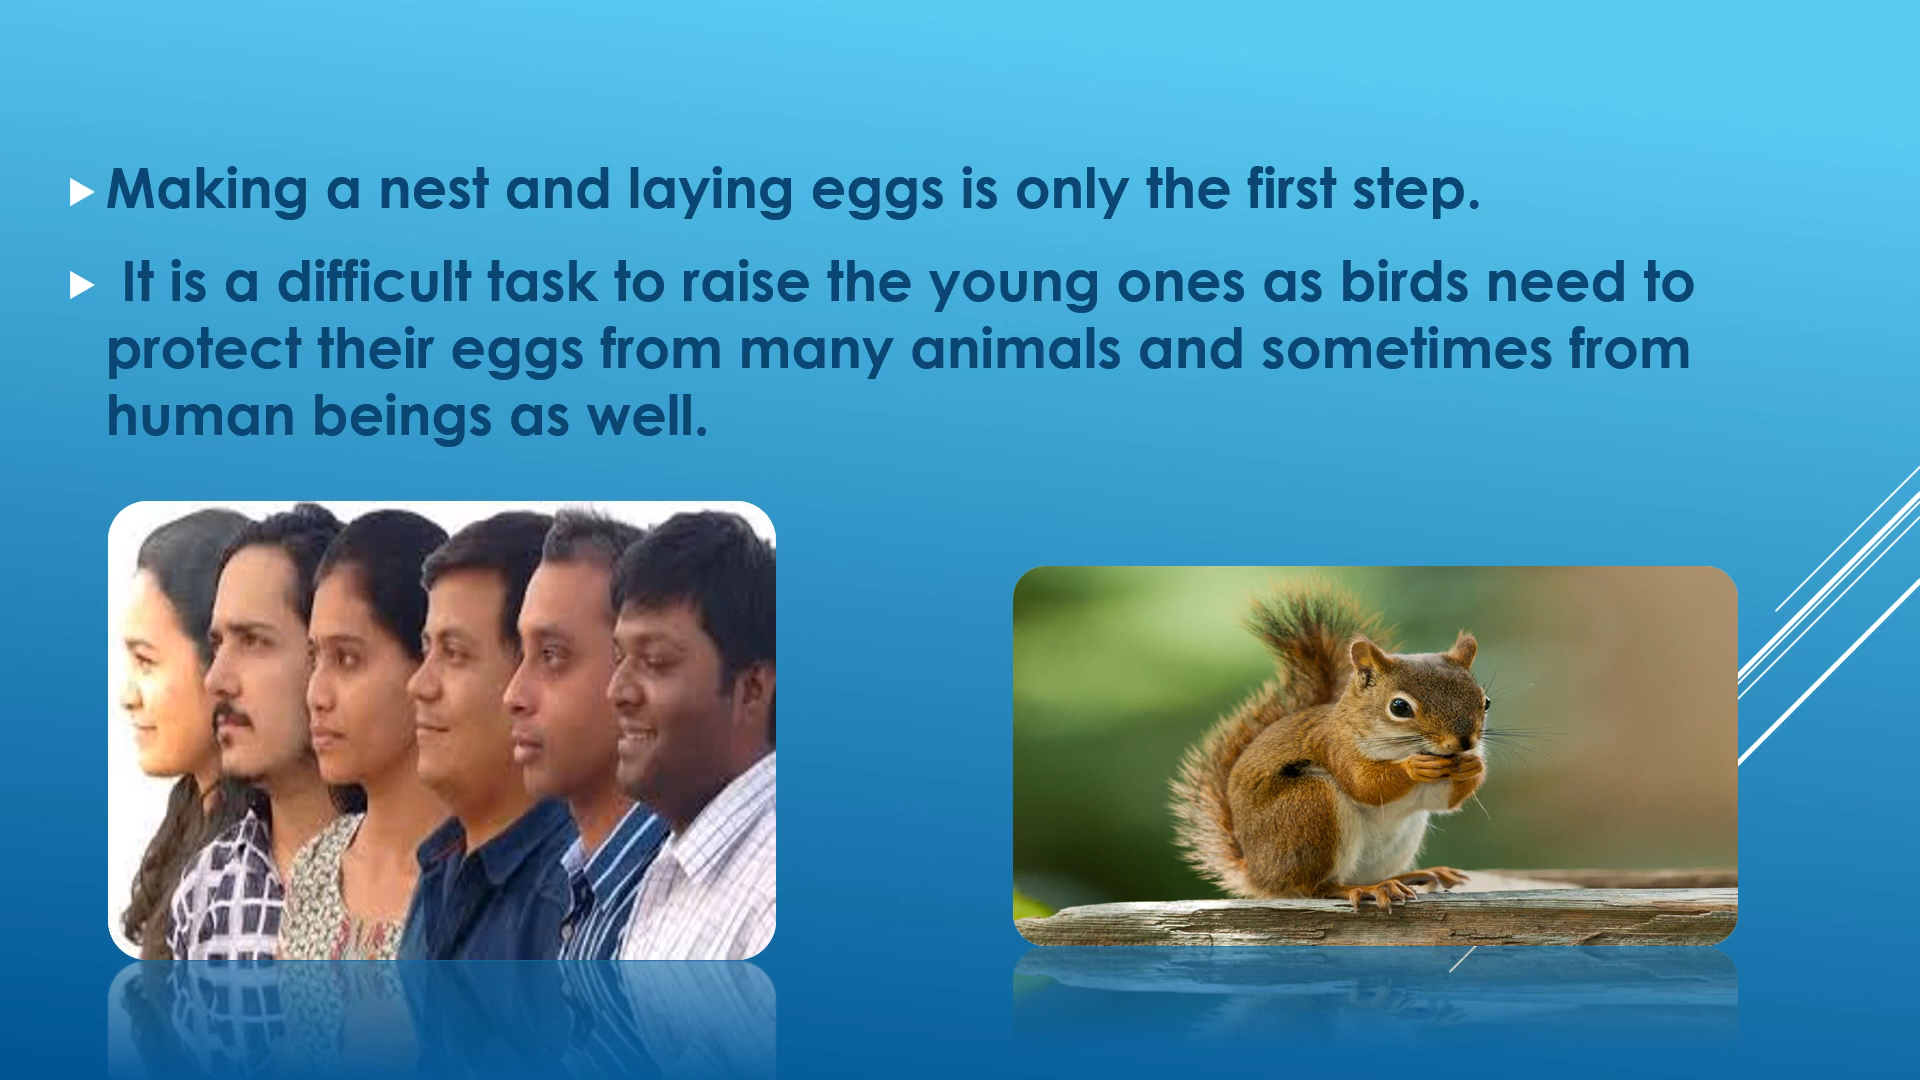 Making a nest and laying eggs is only the first step.
It is a difficult task to raise the young ones as birds need to
protect their eggs from many animals and sometimes from
human beings as well.